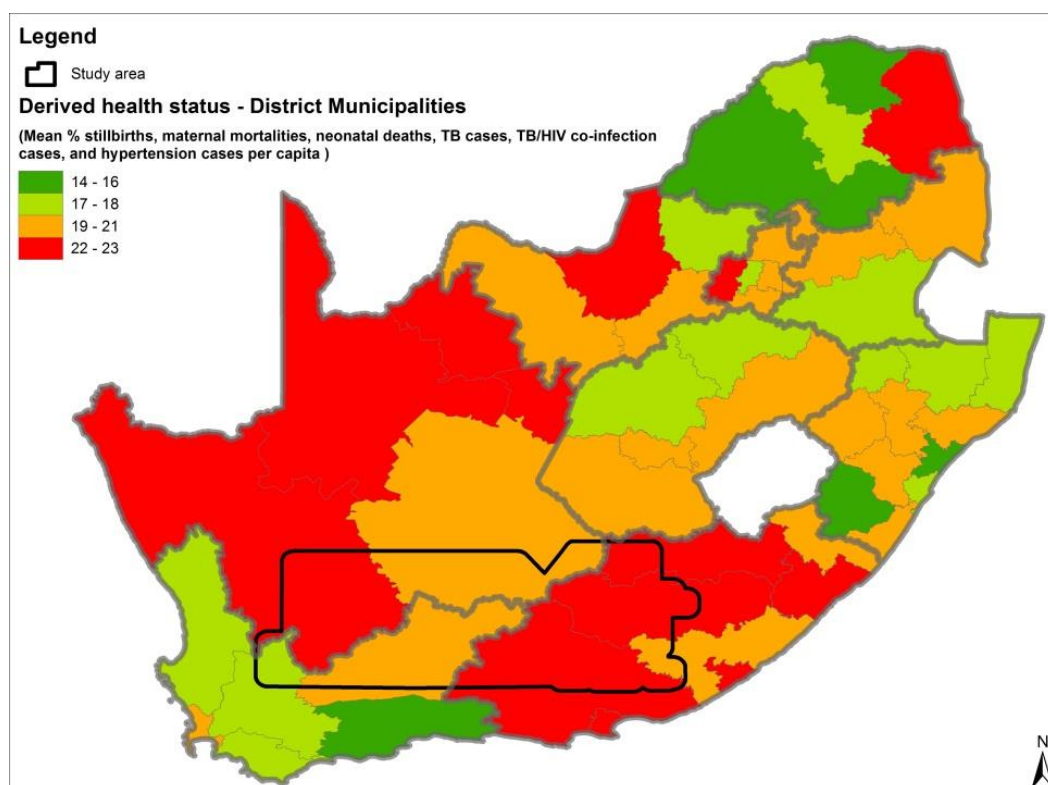 Legend
Study area
Derived health status - District Municipalities
(Mean % stillbirths, maternal mortalities, neonatal deaths, TB cases, TB/HIV co-infection
cases, and hypertension cases per capita )
14 - 16
17 - 18
19 - 21
22 - 23
N